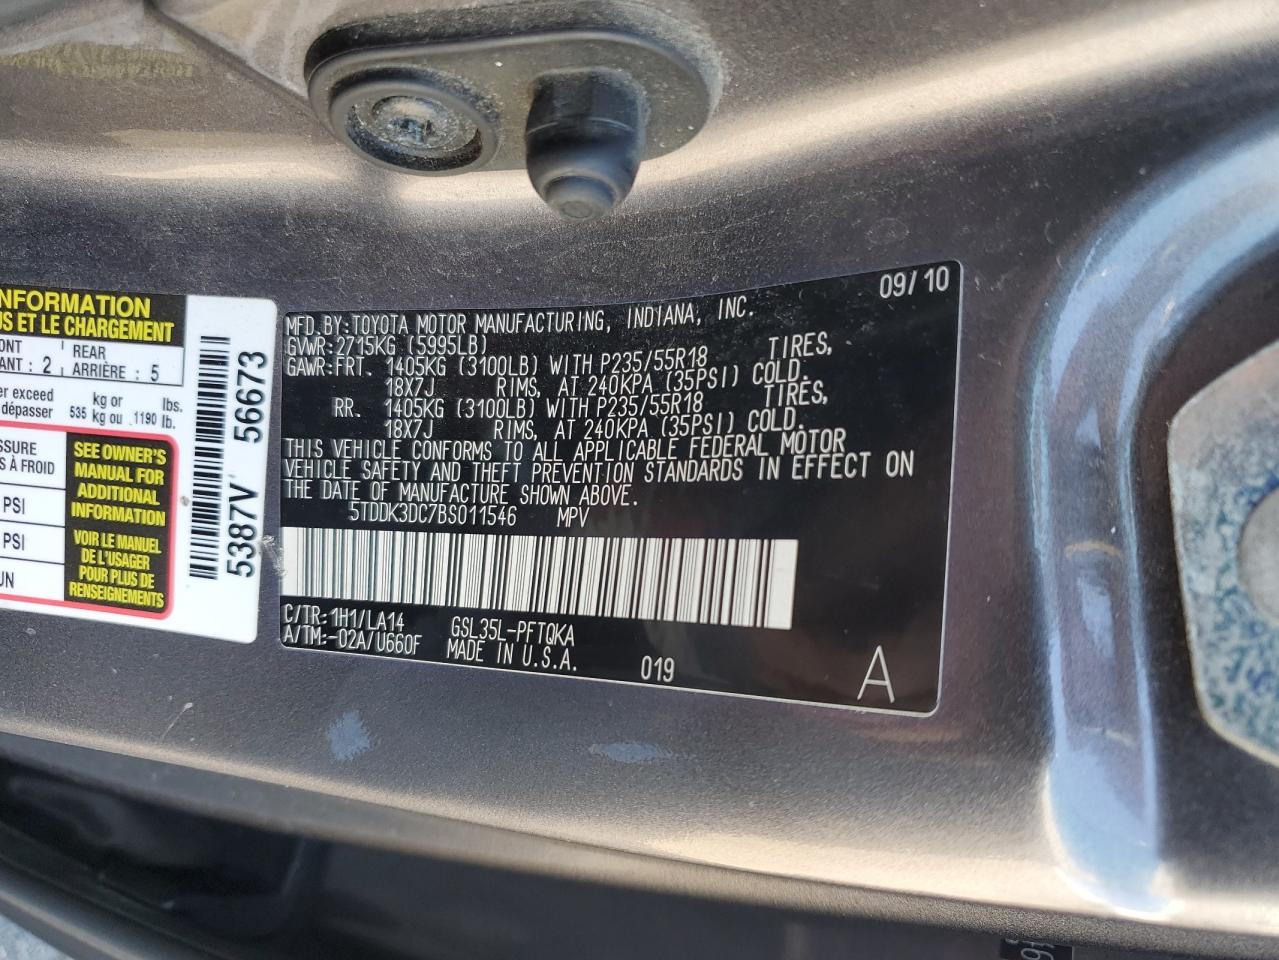 NFORMATION
US ET LE CHARGEMENT
ONT
ANT : 2
REAR
ARRIÈRE : 5
er exceed
dépasser
kg or
535 kg ou
lbs.
1190 lb.
SSURE
S À FROID
PSI
PSI
UN
SEE OWNER'S
MANUAL FOR
ADDITIONAL
INFORMATION
VOIR LE MANUEL
DE L'USAGER
POUR PLUS DE
RENSEIGNEMENTS
5387V 56673
09/10
MFD.BY:TOYOTA MOTOR MANUFACTURING, INDIANA, INC.
GVWR:2715KG (5995LB)
GAWR:FRT. 1405KG (3100LB) WITH P235/55R18 TIRES,
18X7J RIMS, AT 240KPA (35PSI) COLD.
RR. 1405KG (3100LB) WITH P235/55R18 TIRES,
18X7J RIMS, AT 240KPA (35PSI) COLD.
THIS VEHICLE CONFORMS TO ALL APPLICABLE FEDERAL MOTOR
VEHICLE SAFETY AND THEFT PREVENTION STANDARDS IN EFFECT ON
THE DATE OF MANUFACTURE SHOWN ABOVE.
5TDDK3DC7BS011546 MPV
C/TR:1H1/LA14 GSL35L-PFTQKA
A/TM:-02A/U660F MADE IN U.S.A. 019
A